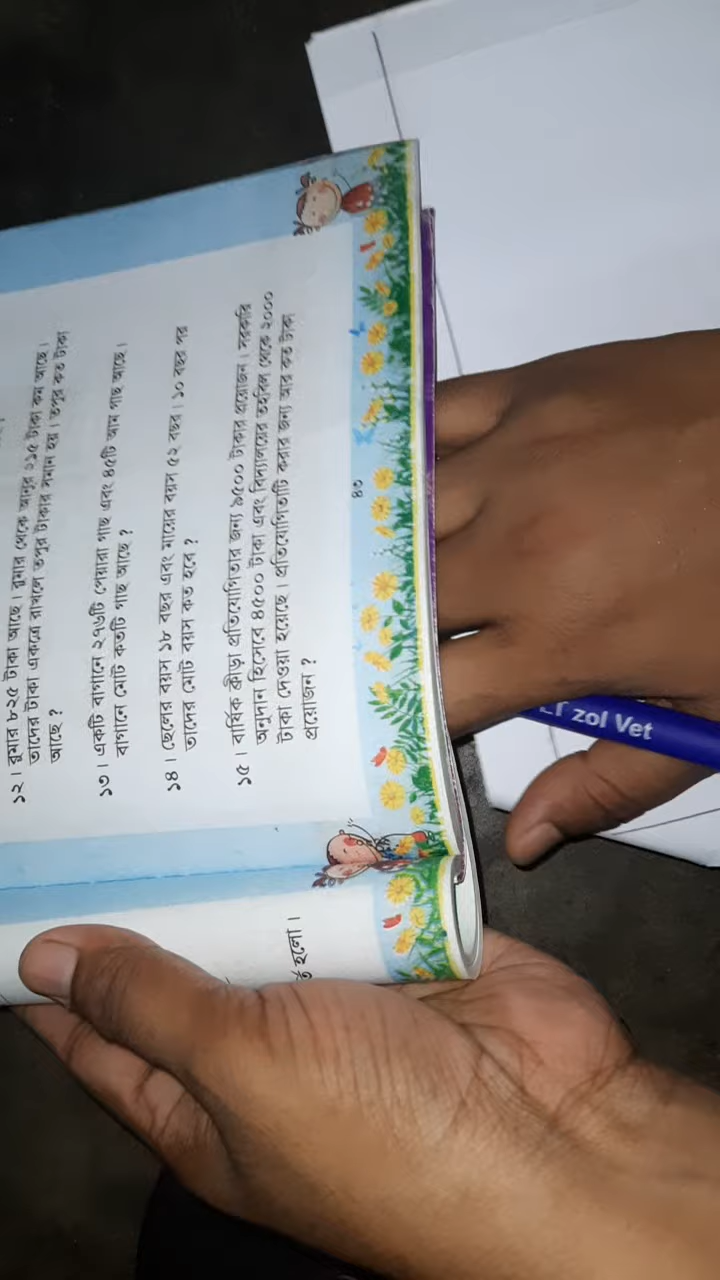 ১২। রুমার ৮২৫ টাকা আছে। রুমার থেকে আনুর ২১৫ টাকা কম আছে।
তাদের টাকা একত্রে রাখলে তপুর টাকার সমান হয়। তপুর কত টাকা
আছে ?
১৩। একটি বাগানে ২৭৬টি পেয়ারা গাছ এবং ৪৫টি আম গাছ আছে।
বাগানে মোট কতটি গাছ আছে ?
১৪। ছেলের বয়স ১৮ বছর এবং মায়ের বয়স ৫২ বছর। ১০ বছর পর
তাদের মোট বয়স কত হবে ?
১৫। বার্ষিক ক্রীড়া প্রতিযোগিতার জন্য ৯৫০০ টাকার প্রয়োজন। সরকারি
অনুদান হিসেবে ৪৫০০ টাকা এবং বিদ্যালয়ের তহবিল থেকে ২০০০
টাকা দেওয়া হয়েছে। প্রতিযোগিতাটি করার জন্য আর কত টাকা
প্রয়োজন ?
৪৩
হলো।
zol Vet